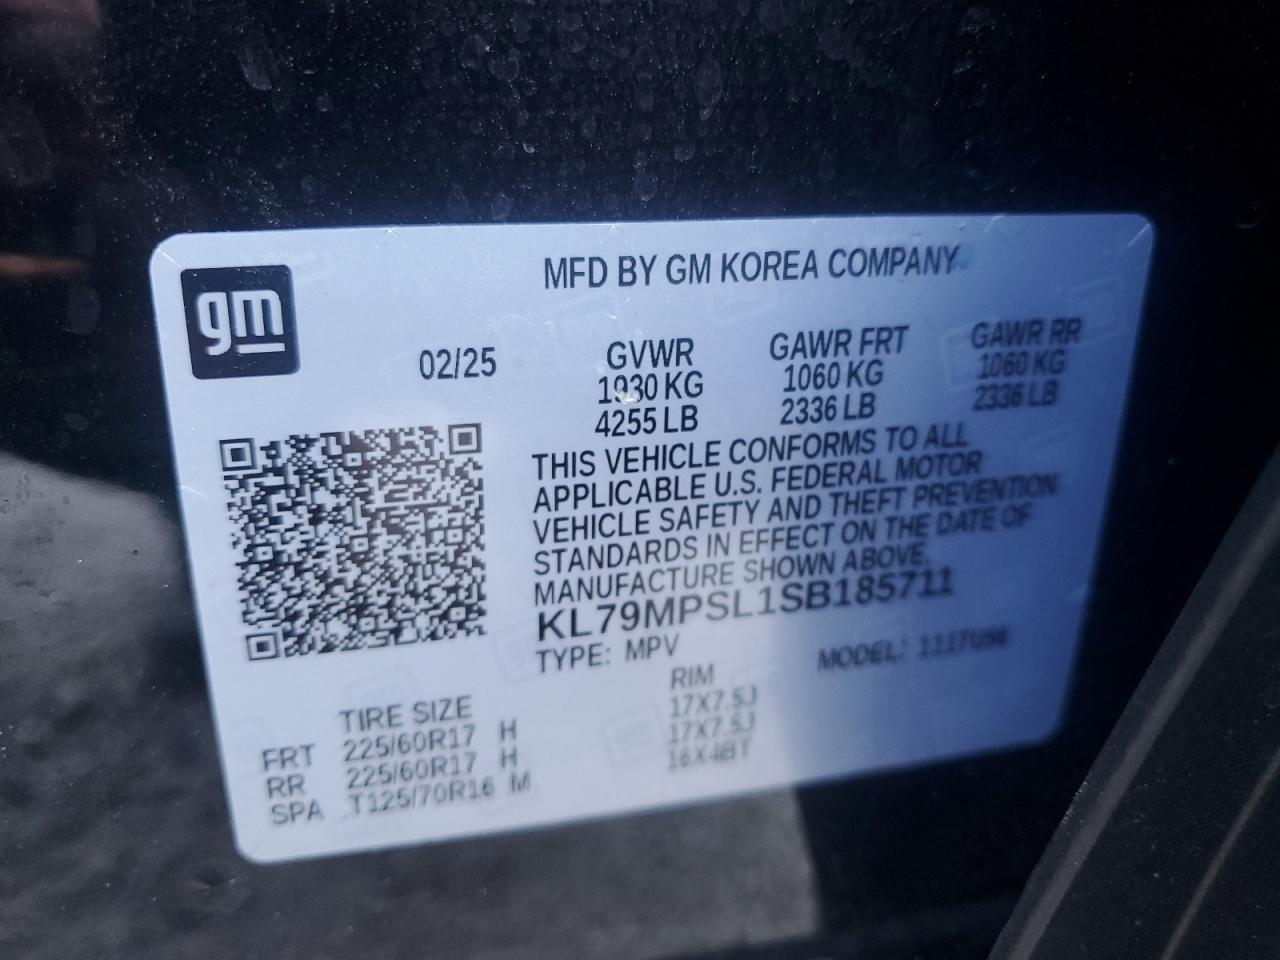 gm
MFD BY GM KOREA COMPANY
02/25
GVWR GAWR FRT GAWR RR
1930 KG 1060 KG 1060 KG
4255 LB 2336 LB 2336 LB
THIS VEHICLE CONFORMS TO ALL
APPLICABLE U.S. FEDERAL MOTOR
VEHICLE SAFETY AND THEFT PREVENTION
STANDARDS IN EFFECT ON THE DATE OF
MANUFACTURE SHOWN ABOVE.
KL79MPSL1SB185711
TYPE: MPV MODEL: 11TU56
TIRE SIZE RIM
FRT 225/60R17 H 17X7.5J
RR 225/60R17 H 17X7.5J
SPA T125/70R16 M 16X4BT